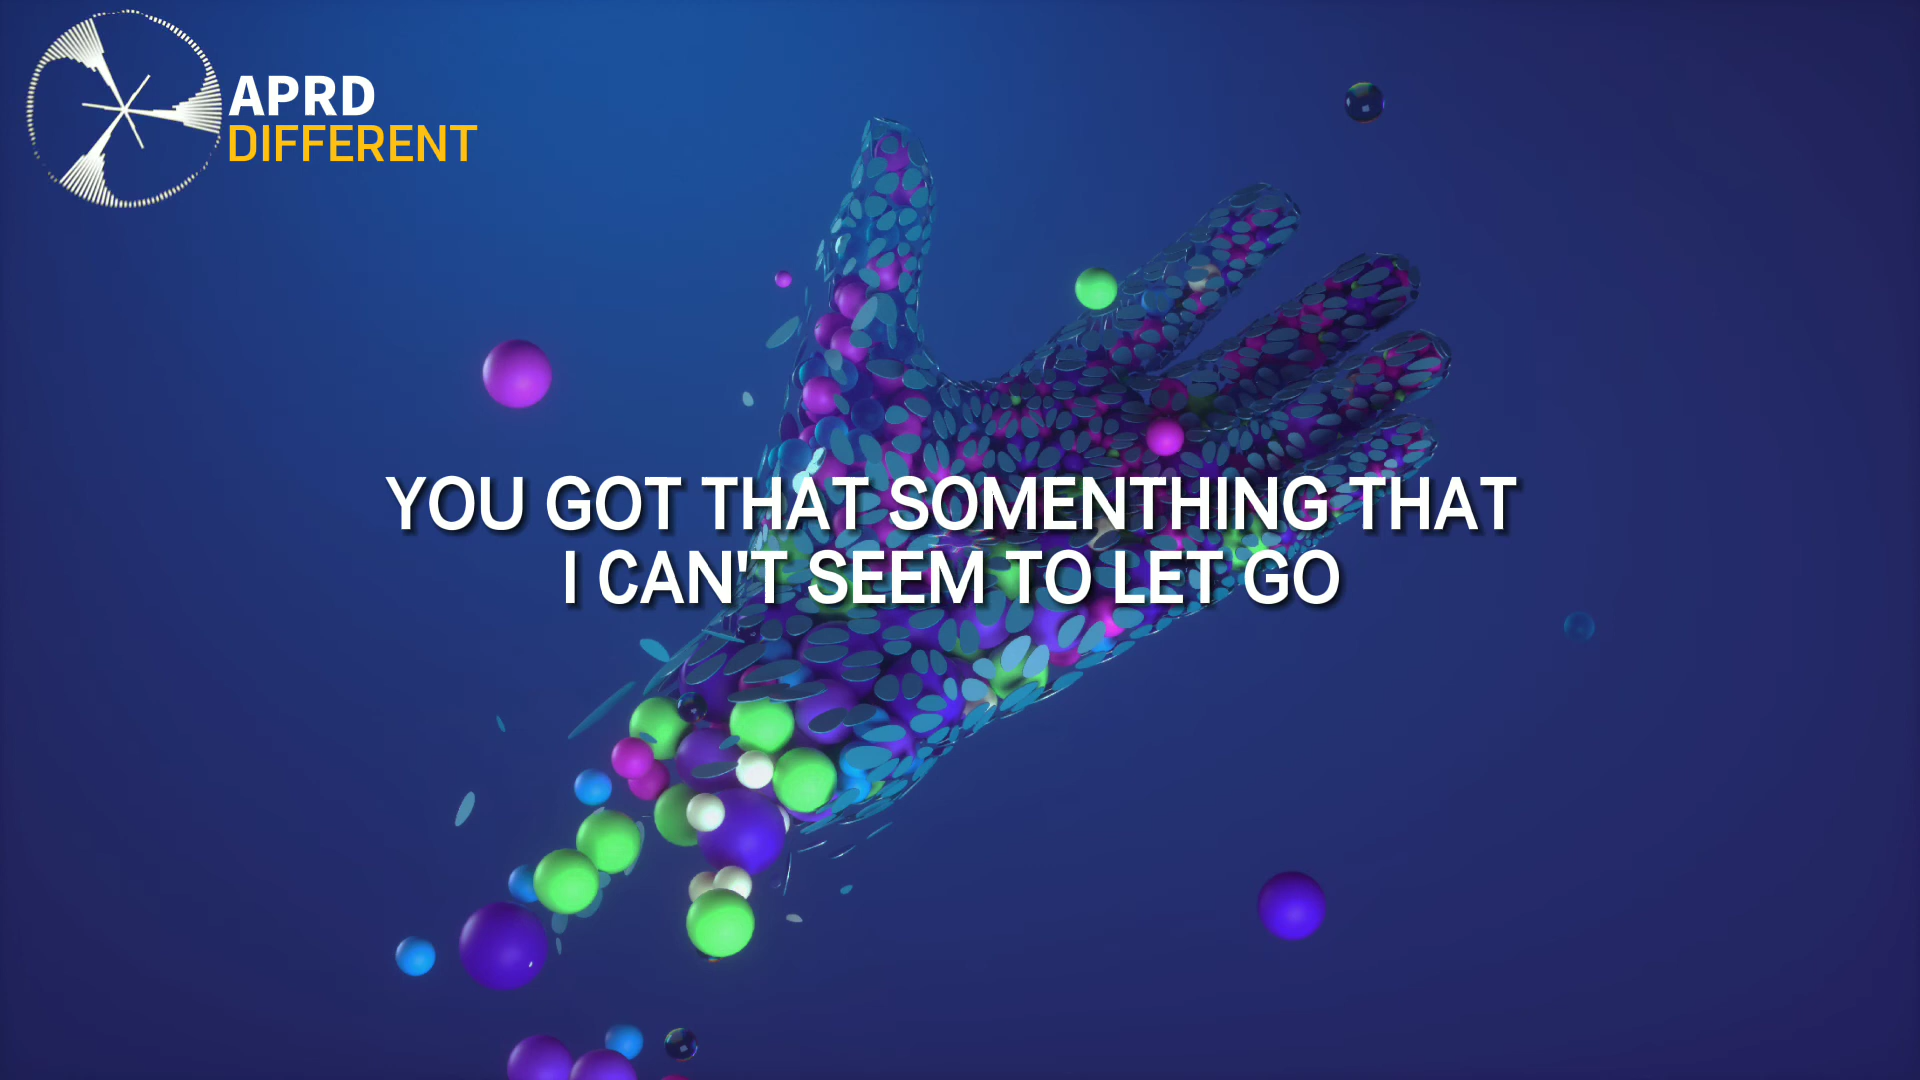 APRD
DIFFERENT
YOU GOT THAT SOMENTHING THAT
I CAN'T SEEM TO LET GO